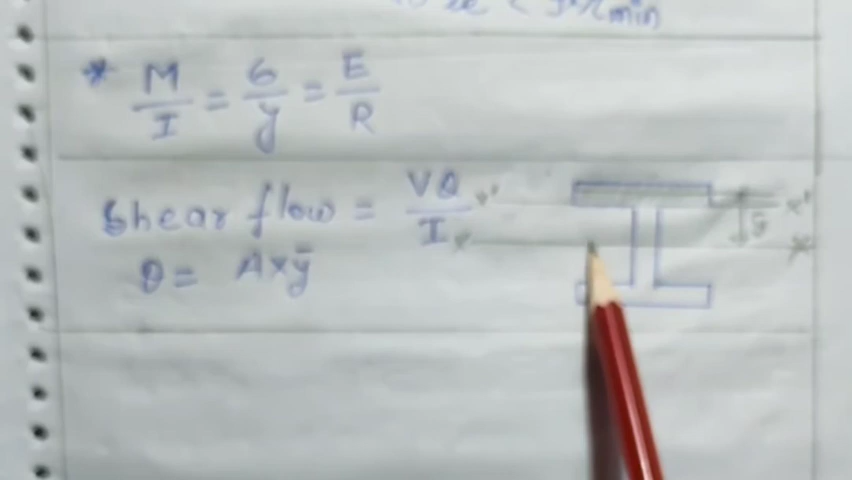 * M/I = σ/y = E/R
Shear flow = VQ/I
Q = A×ȳ
x' x'
ȳ
x x